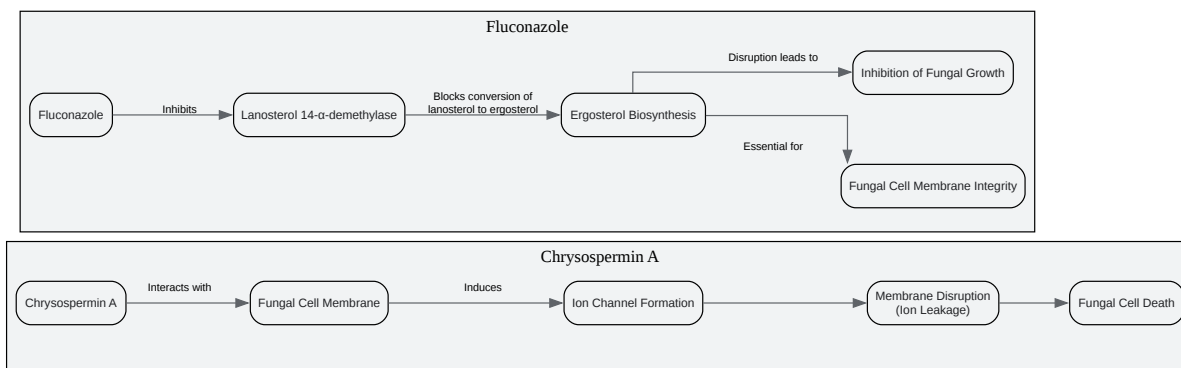 Fluconazole
Disruption leads to
Inhibition of Fungal Growth
Fluconazole
Inhibits
Lanosterol 14-α-demethylase
Blocks conversion of
lanosterol to ergosterol
Ergosterol Biosynthesis
Essential for
Fungal Cell Membrane Integrity
Chrysospermin A
Chrysospermin A
Interacts with
Fungal Cell Membrane
Induces
Ion Channel Formation
Membrane Disruption
(Ion Leakage)
Fungal Cell Death